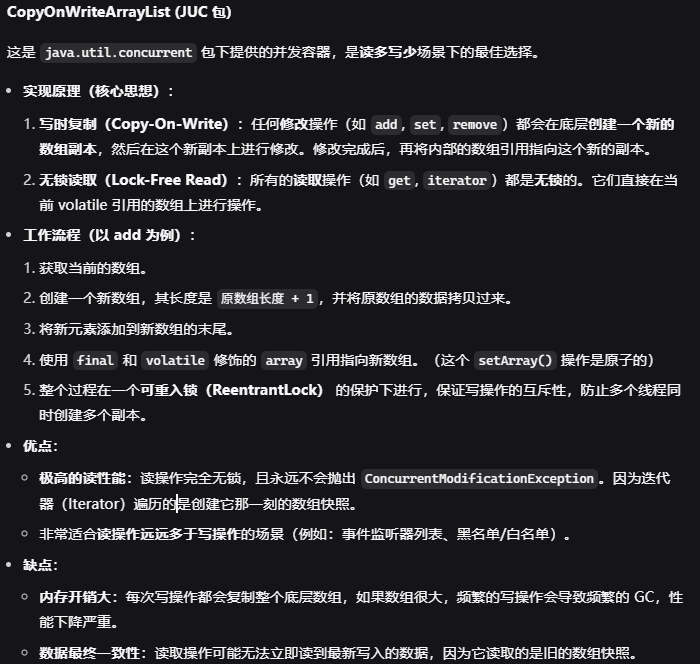 CopyOnWriteArrayList (JUC 包)
这是 java.util.concurrent 包下提供的并发容器，是读多写少场景下的最佳选择。
• 实现原理（核心思想）：
1. 写时复制（Copy-On-Write）：任何修改操作（如 add, set, remove）都会在底层创建一个新的
数组副本，然后在这个新副本上进行修改。修改完成后，再将内部的数组引用指向这个新的副本。
2. 无锁读取（Lock-Free Read）：所有的读取操作（如 get, iterator）都是无锁的。它们直接在当
前 volatile 引用的数组上进行操作。
• 工作流程（以 add 为例）：
1. 获取当前的数组。
2. 创建一个新数组，其长度是 原数组长度 + 1，并将原数组的数据拷贝过来。
3. 将新元素添加到新数组的末尾。
4. 使用 final 和 volatile 修饰的 array 引用指向新数组。（这个 setArray() 操作是原子的）
5. 整个过程在一个可重入锁（ReentrantLock） 的保护下进行，保证写操作的互斥性，防止多个线程同
时创建多个副本。
• 优点：
○ 极高的读性能：读操作完全无锁，且永远不会抛出 ConcurrentModificationException。因为迭代
器（Iterator）遍历的是创建它那一刻的数组快照。
○ 非常适合读操作远远多于写操作的场景（例如：事件监听器列表、黑名单/白名单）。
• 缺点：
○ 内存开销大：每次写操作都会复制整个底层数组，如果数组很大，频繁的写操作会导致频繁的 GC，性
能下降严重。
○ 数据最终一致性：读取操作可能无法立即读到最新写入的数据，因为它读取的是旧的数组快照。